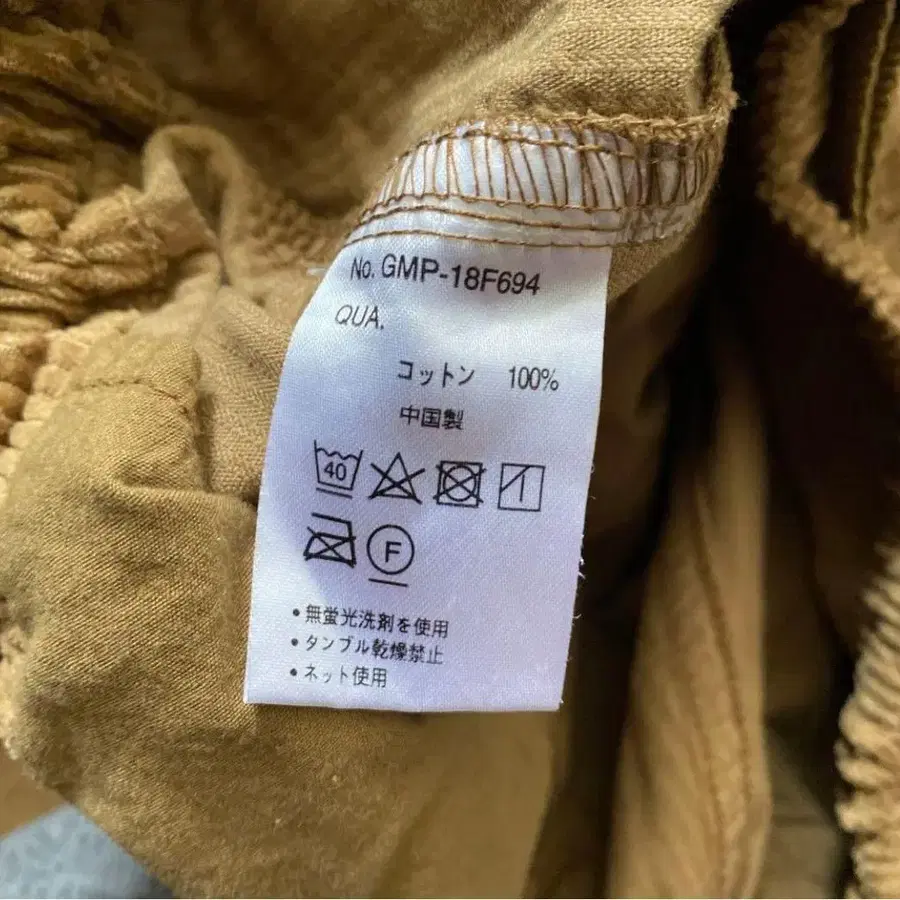 No. GMP-18F694
QUA.
コットン 100%
中国製
40
F
• 無蛍光洗剤を使用
• タンブル乾燥禁止
• ネット使用